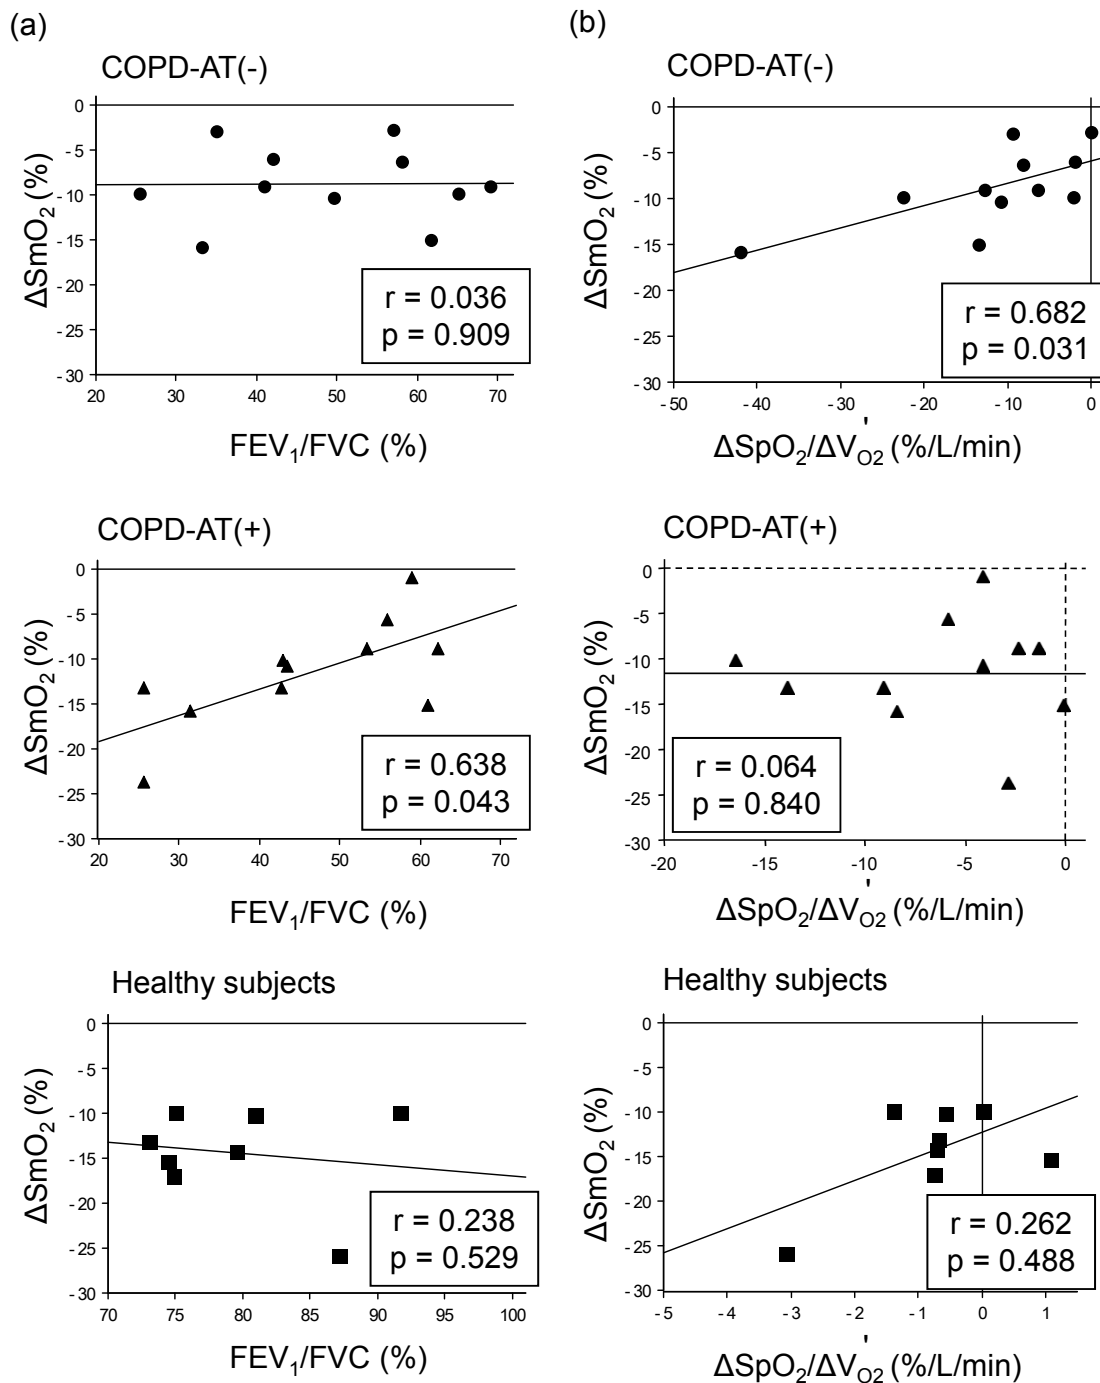 (a)
COPD-AT(-)
ΔSmO2 (%)
0
-5
-10
-15
-20
-25
-30
20 30 40 50 60 70
r = 0.036
p = 0.909
FEV1/FVC (%)
(b)
COPD-AT(-)
ΔSmO2 (%)
0
-5
-10
-15
-20
-25
-30
-50 -40 -30 -20 -10 0
r = 0.682
p = 0.031
ΔSpO2/ΔV'O2 (%/L/min)
COPD-AT(+)
ΔSmO2 (%)
0
-5
-10
-15
-20
-25
-30
20 30 40 50 60 70
r = 0.638
p = 0.043
FEV1/FVC (%)
COPD-AT(+)
ΔSmO2 (%)
0
-5
-10
-15
-20
-25
-30
-20 -15 -10 -5 0
r = 0.064
p = 0.840
ΔSpO2/ΔV'O2 (%/L/min)
Healthy subjects
ΔSmO2 (%)
0
-5
-10
-15
-20
-25
-30
70 75 80 85 90 95 100
r = 0.238
p = 0.529
FEV1/FVC (%)
Healthy subjects
ΔSmO2 (%)
0
-5
-10
-15
-20
-25
-30
-5 -4 -3 -2 -1 0 1
r = 0.262
p = 0.488
ΔSpO2/ΔV'O2 (%/L/min)